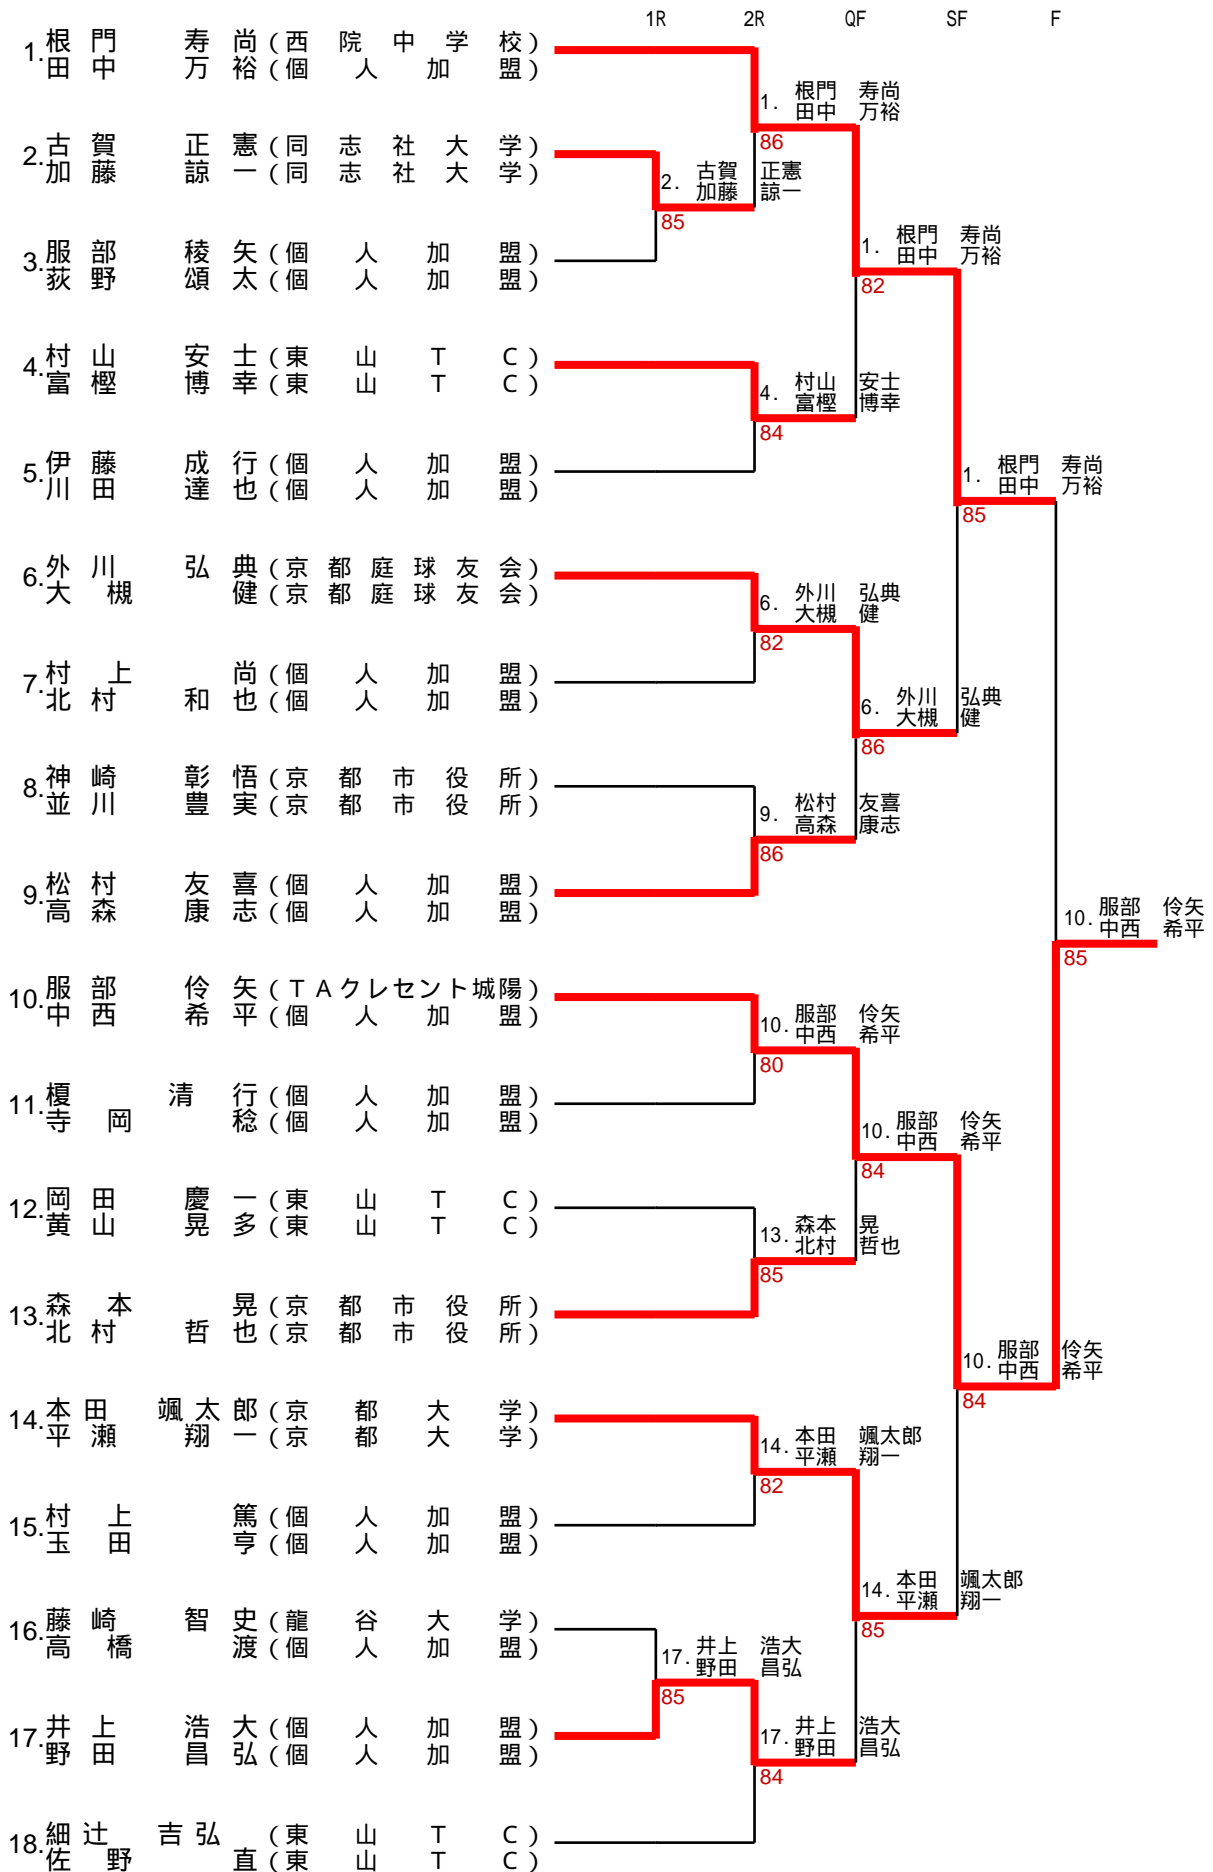 1R 2R QF SF F
1. 根門 寿尚 (西院中学校)
田中 万裕 (個人加盟)
2. 古賀 正憲 (同志社大学)
加藤 諒一 (同志社大学)
3. 服部 稜矢 (個人加盟)
荻野 頌太 (個人加盟)
4. 村山 安士 (東山TC)
富樫 博幸 (東山TC)
5. 伊藤 成行 (個人加盟)
川田 達也 (個人加盟)
6. 外川 弘典 (京都庭球友会)
大槻 健 (京都庭球友会)
7. 村上 尚 (個人加盟)
北村 和也 (個人加盟)
8. 神崎 彰悟 (京都市役所)
並川 豊実 (京都市役所)
9. 松村 友喜 (個人加盟)
高森 康志 (個人加盟)
10. 服部 伶矢 (TAクレセント城陽)
中西 希平 (個人加盟)
11. 榎 清行 (個人加盟)
寺岡 稔 (個人加盟)
12. 岡田 慶一 (東山TC)
黄山 晃多 (東山TC)
13. 森本 晃 (京都市役所)
北村 哲也 (京都市役所)
14. 本田 颯太郎 (京都大学)
平瀬 翔一 (京都大学)
15. 村上 篤 (個人加盟)
玉田 亨 (個人加盟)
16. 藤崎 智史 (龍谷大学)
高橋 渡 (個人加盟)
17. 井上 浩大 (個人加盟)
野田 昌弘 (個人加盟)
18. 細辻 吉弘 (東山TC)
佐野 直 (東山TC)
2. 古賀 正憲
加藤 諒一
85
17. 井上 浩大
野田 昌弘
85
1. 根門 寿尚
田中 万裕
86
4. 村山 安士
富樫 博幸
84
6. 外川 弘典
大槻 健
82
9. 松村 友喜
高森 康志
86
10. 服部 伶矢
中西 希平
80
13. 森本 晃
北村 哲也
85
14. 本田 颯太郎
平瀬 翔一
82
17. 井上 浩大
野田 昌弘
84
1. 根門 寿尚
田中 万裕
82
6. 外川 弘典
大槻 健
86
10. 服部 伶矢
中西 希平
84
14. 本田 颯太郎
平瀬 翔一
85
1. 根門 寿尚
田中 万裕
85
10. 服部 伶矢
中西 希平
84
10. 服部 伶矢
中西 希平
85